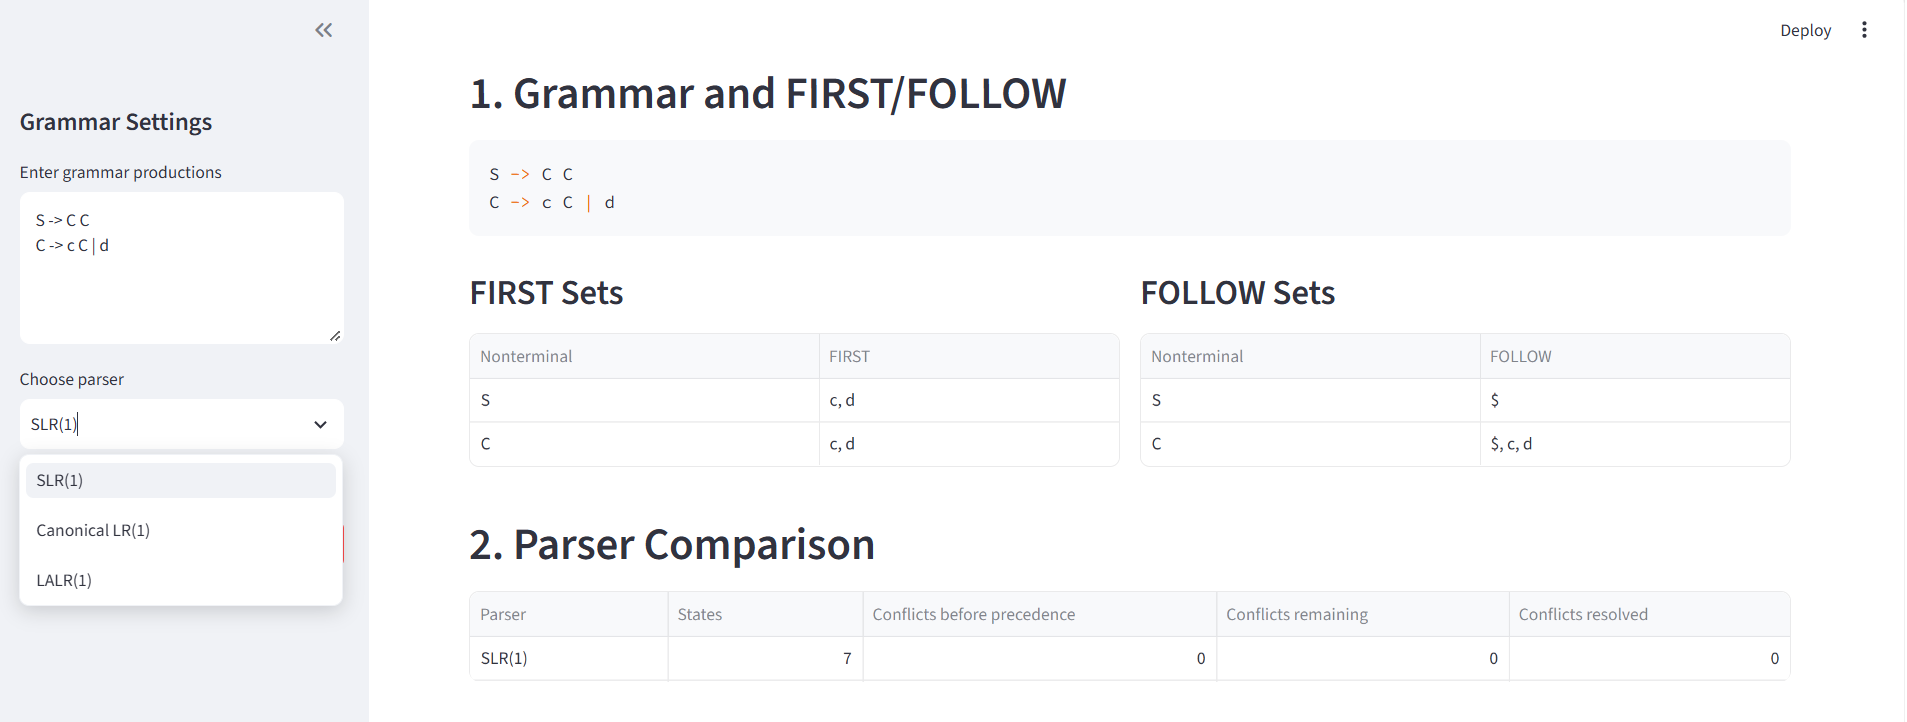 Deploy
Grammar Settings
Enter grammar productions
S -> C C
C -> c C | d
Choose parser
SLR(1)
SLR(1)
Canonical LR(1)
LALR(1)
1. Grammar and FIRST/FOLLOW
S -> C C
C -> c C | d
FIRST Sets
Nonterminal FIRST
S c, d
C c, d
FOLLOW Sets
Nonterminal FOLLOW
S $
C $, c, d
2. Parser Comparison
Parser States Conflicts before precedence Conflicts remaining Conflicts resolved
SLR(1) 7 0 0 0